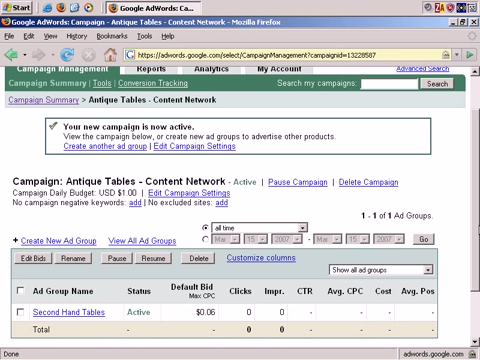 Start
Google AdWords: Camp...
Google AdWords: Campaign - Antique Tables - Content Network - Mozilla Firefox
File Edit View History Bookmarks Tools Help
https://adwords.google.com/select/CampaignManagement?campaignid=13228587
Campaign Management Reports Analytics My Account
Advanced Search
Campaign Summary | Tools | Conversion Tracking Search my campaigns: Search
Campaign Summary > Antique Tables - Content Network
Your new campaign is now active.
View the campaign below, or create new ad groups to advertise other products.
Create another ad group | Edit Campaign Settings
Campaign: Antique Tables - Content Network - Active | Pause Campaign | Delete Campaign
Campaign Daily Budget: USD $1.00 | Edit Campaign Settings
No campaign negative keywords: add | No excluded sites: add
1 - 1 of 1 Ad Groups.
all time
+ Create New Ad Group View All Ad Groups Mar 15 2007 - Mar 15 2007 Go
Edit Bids Rename Pause Resume Delete Customize columns
Show all ad groups
Ad Group Name Status Default Bid Max CPC Clicks Impr. CTR Avg. CPC Cost Avg. Pos
Second Hand Tables Active $0.06 0 0 - - - -
Total - - 0 0 - - - -
Done adwords.google.com